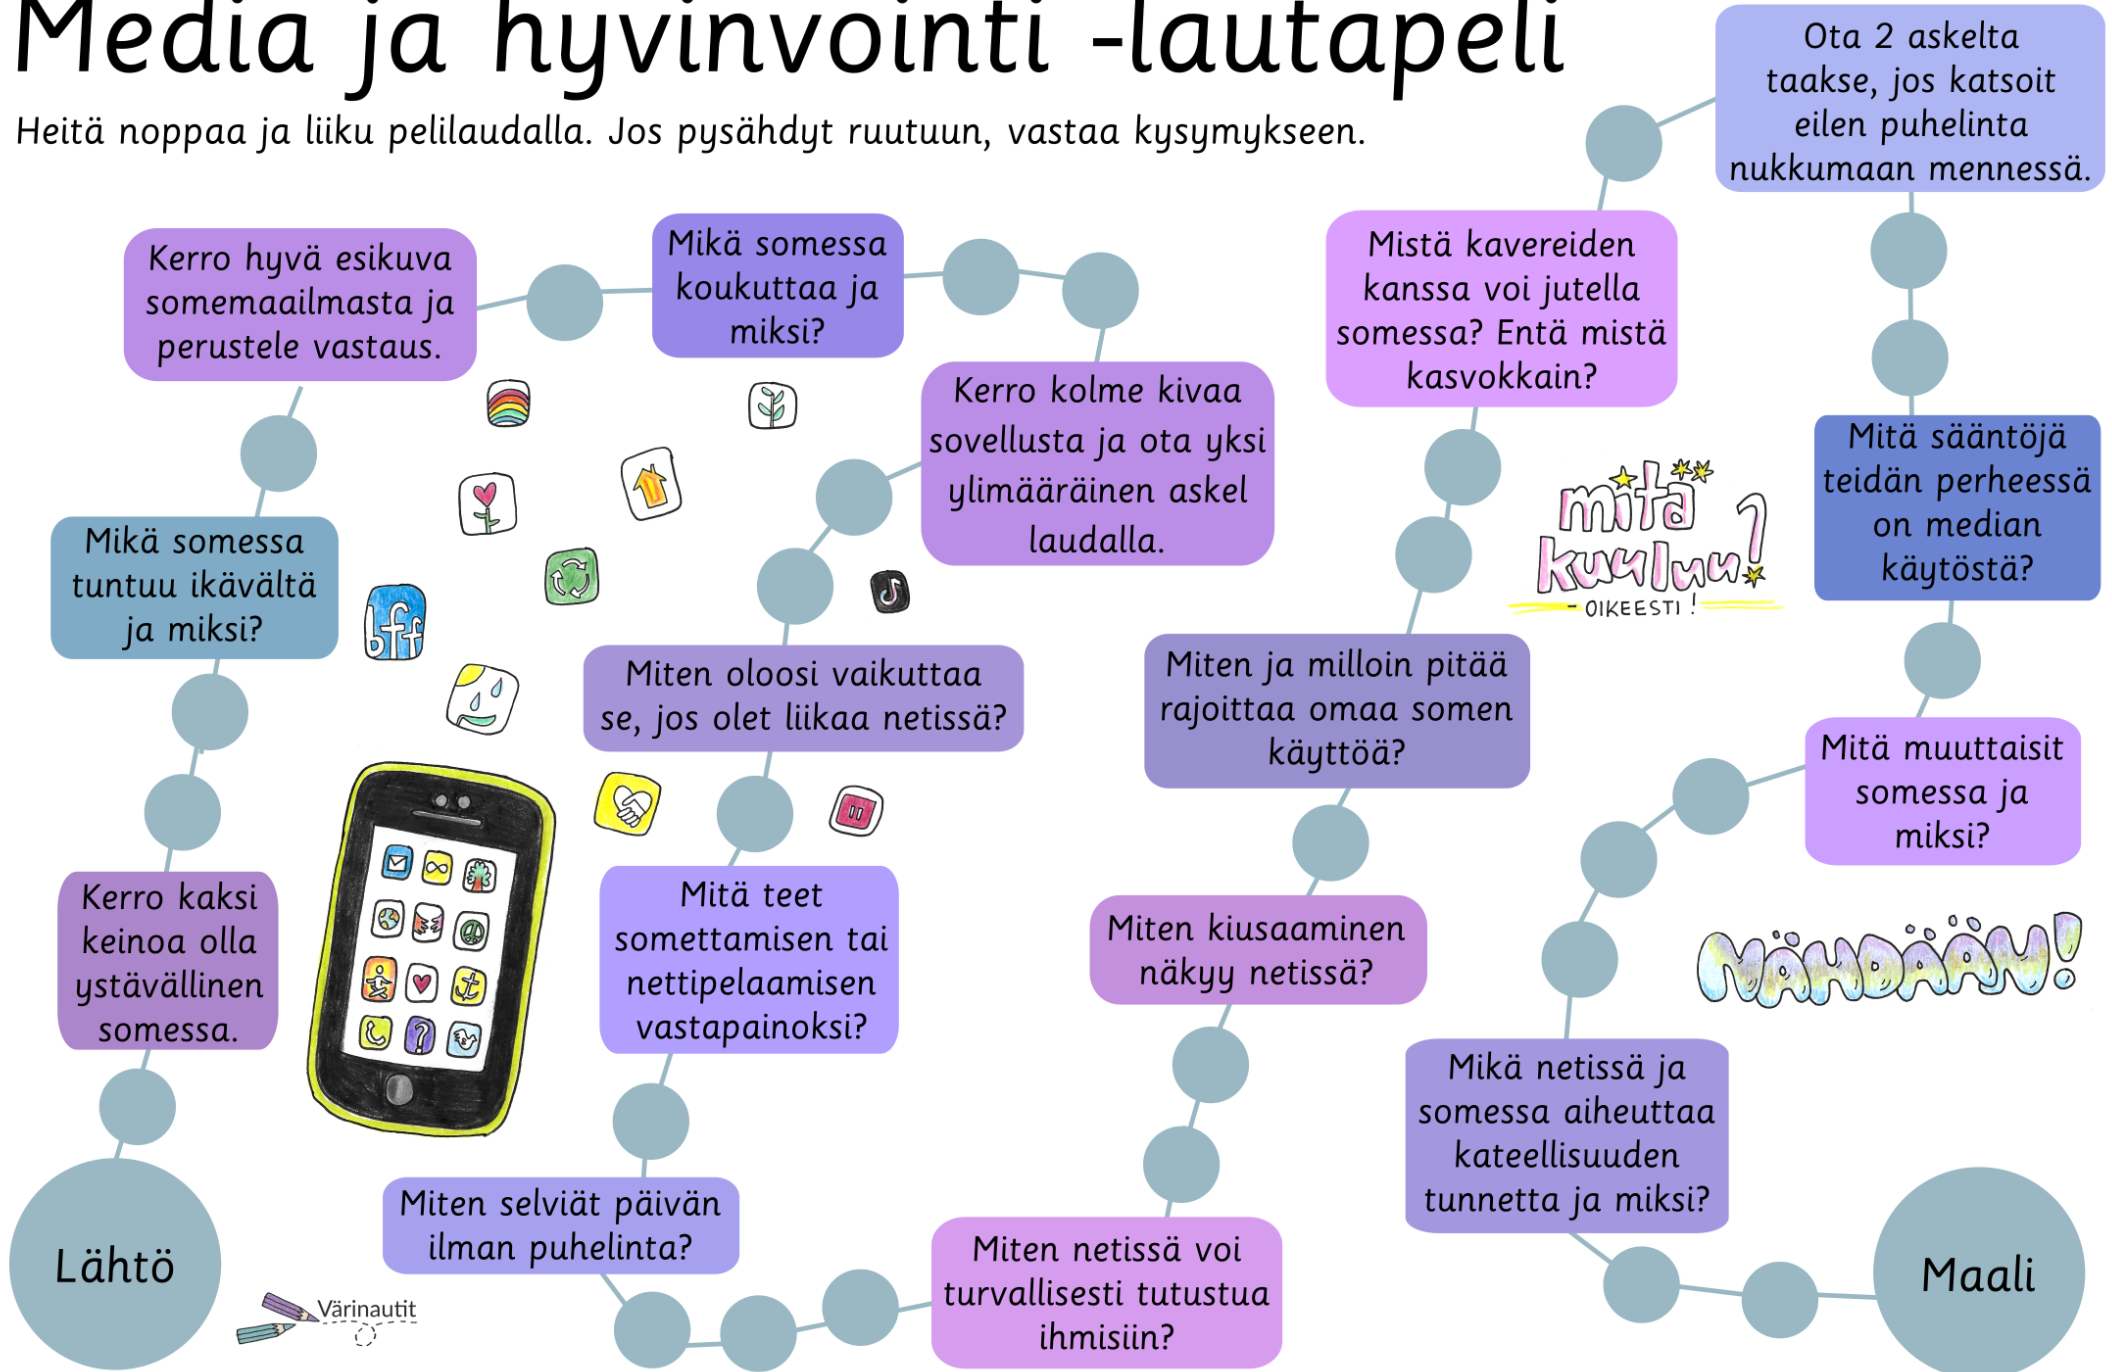 Media ja hyvinvointi -lautapeli
Heitä noppaa ja liiku pelilaudalla. Jos pysähdyt ruutuun, vastaa kysymykseen.
Lähtö
Kerro kaksi
keinoa olla
ystävällinen
somessa.
Mikä somessa
tuntuu ikävältä
ja miksi?
Kerro hyvä esikuva
somemaailmasta ja
perustele vastaus.
Mikä somessa
koukuttaa ja
miksi?
Kerro kolme kivaa
sovellusta ja ota yksi
ylimääräinen askel
laudalla.
Miten oloosi vaikuttaa
se, jos olet liikaa netissä?
Mitä teet
somettamisen tai
nettipelaamisen
vastapainoksi?
Miten selviät päivän
ilman puhelinta?
Miten netissä voi
turvallisesti tutustua
ihmisiin?
Miten kiusaaminen
näkyy netissä?
Miten ja milloin pitää
rajoittaa omaa somen
käyttöä?
Mistä kavereiden
kanssa voi jutella
somessa? Entä mistä
kasvokkain?
Ota 2 askelta
taakse, jos katsoit
eilen puhelinta
nukkumaan mennessä.
Mitä sääntöjä
teidän perheessä
on median
käytöstä?
Mitä muuttaisit
somessa ja
miksi?
Mikä netissä ja
somessa aiheuttaa
kateellisuuden
tunnetta ja miksi?
Maali
bff
?
mitä
kuuluu?
- OIKEESTI!
NÄHDÄÄN!
Värinautit